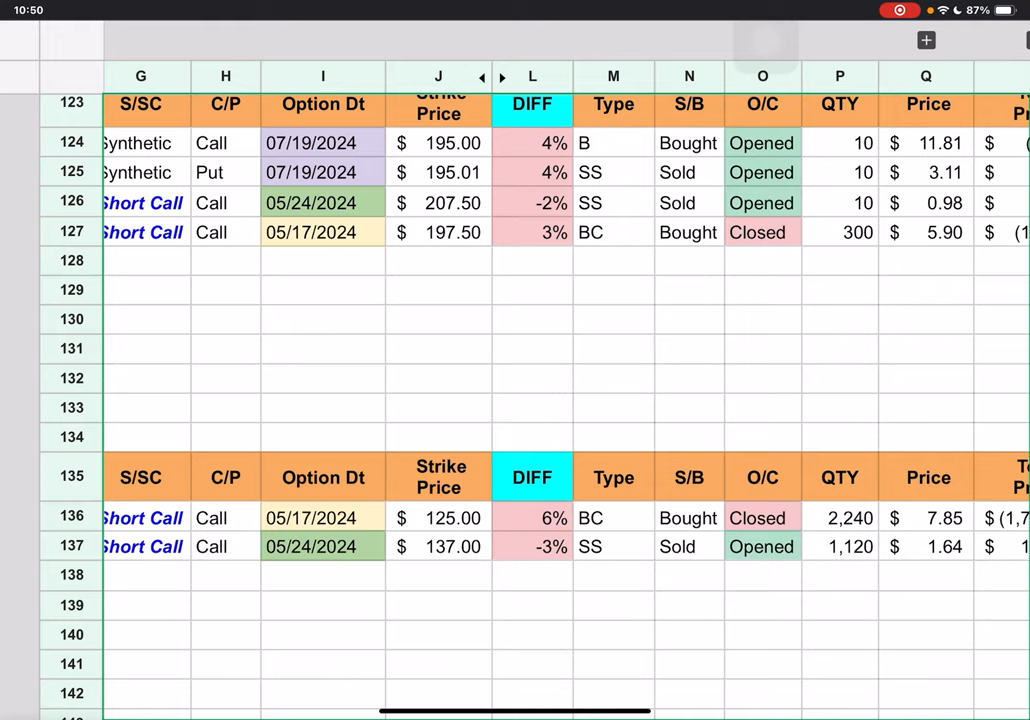 10:50 87%
G H I J L M N O P Q
123 S/SC C/P Option Dt Strike Price DIFF Type S/B O/C QTY Price
124 Synthetic Call 07/19/2024 $ 195.00 4% B Bought Opened 10 $ 11.81 $
125 Synthetic Put 07/19/2024 $ 195.01 4% SS Sold Opened 10 $ 3.11 $
126 Short Call Call 05/24/2024 $ 207.50 -2% SS Sold Opened 10 $ 0.98 $
127 Short Call Call 05/17/2024 $ 197.50 3% BC Bought Closed 300 $ 5.90 $ (1
128
129
130
131
132
133
134
135 S/SC C/P Option Dt Strike Price DIFF Type S/B O/C QTY Price
136 Short Call Call 05/17/2024 $ 125.00 6% BC Bought Closed 2,240 $ 7.85 $ (1,7
137 Short Call Call 05/24/2024 $ 137.00 -3% SS Sold Opened 1,120 $ 1.64 $ 1
138
139
140
141
142